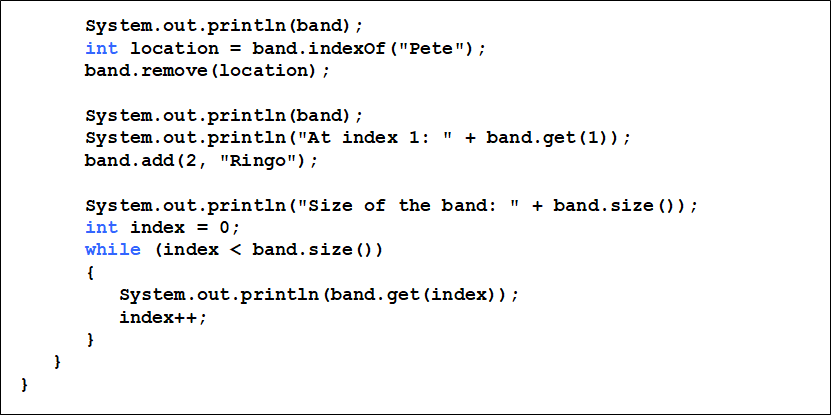 System.out.println(band);
int location = band.indexOf("Pete");
band.remove(location);
System.out.println(band);
System.out.println("At index 1: " + band.get(1));
band.add(2, "Ringo");
System.out.println("Size of the band: " + band.size());
int index = 0;
while (index < band.size())
{
System.out.println(band.get(index));
index++;
}
}
}